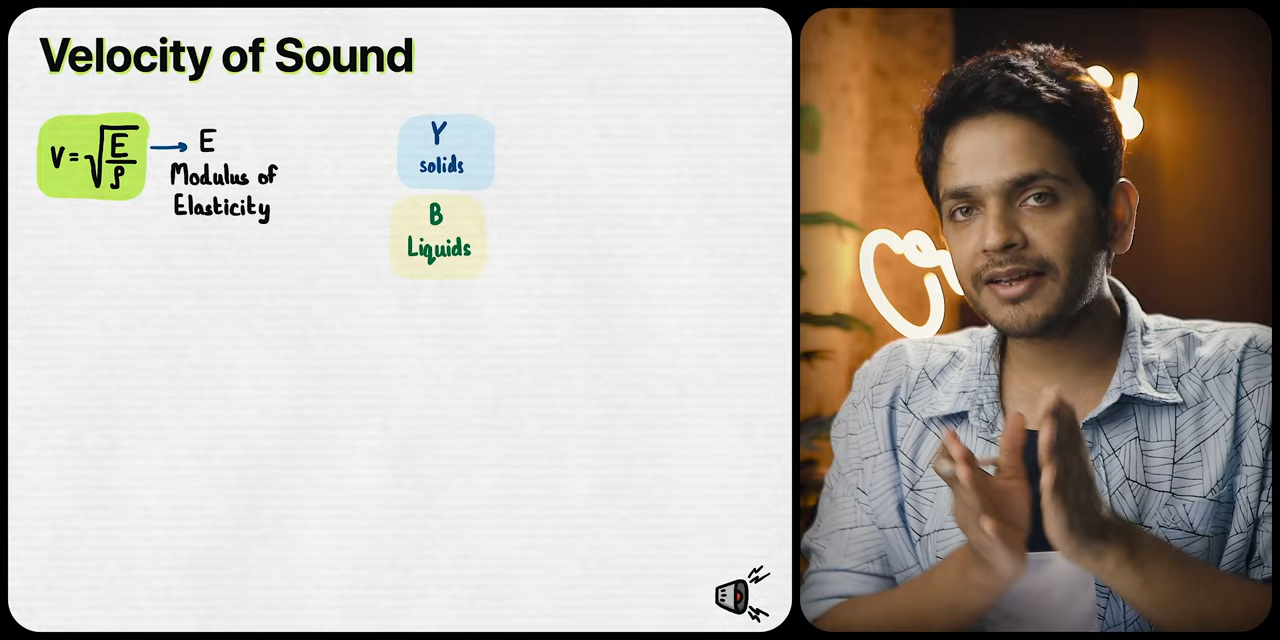 Velocity of Sound
V = √E/ρ → E
Modulus of
Elasticity
Y
solids
B
Liquids